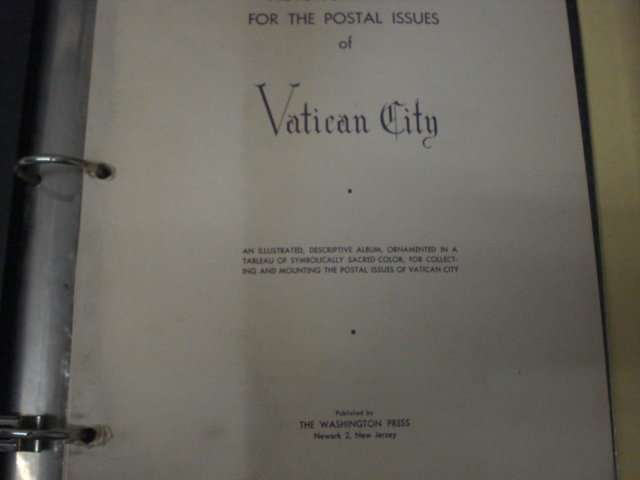 FOR THE POSTAL ISSUES
of
Vatican City
AN ILLUSTRATED, DESCRIPTIVE ALBUM, ORNAMENTED IN A
TABLEAU OF SYMBOLICALLY SACRED COLOR, FOR COLLECT-
ING AND MOUNTING THE POSTAL ISSUES OF VATICAN CITY
Published by
THE WASHINGTON PRESS
Newark 2, New Jersey